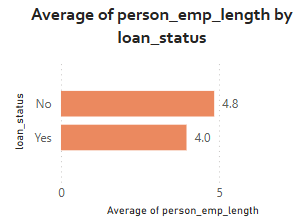 Average of person_emp_length by
loan_status
loan_status
No
4.8
Yes
4.0
0
5
Average of person_emp_length